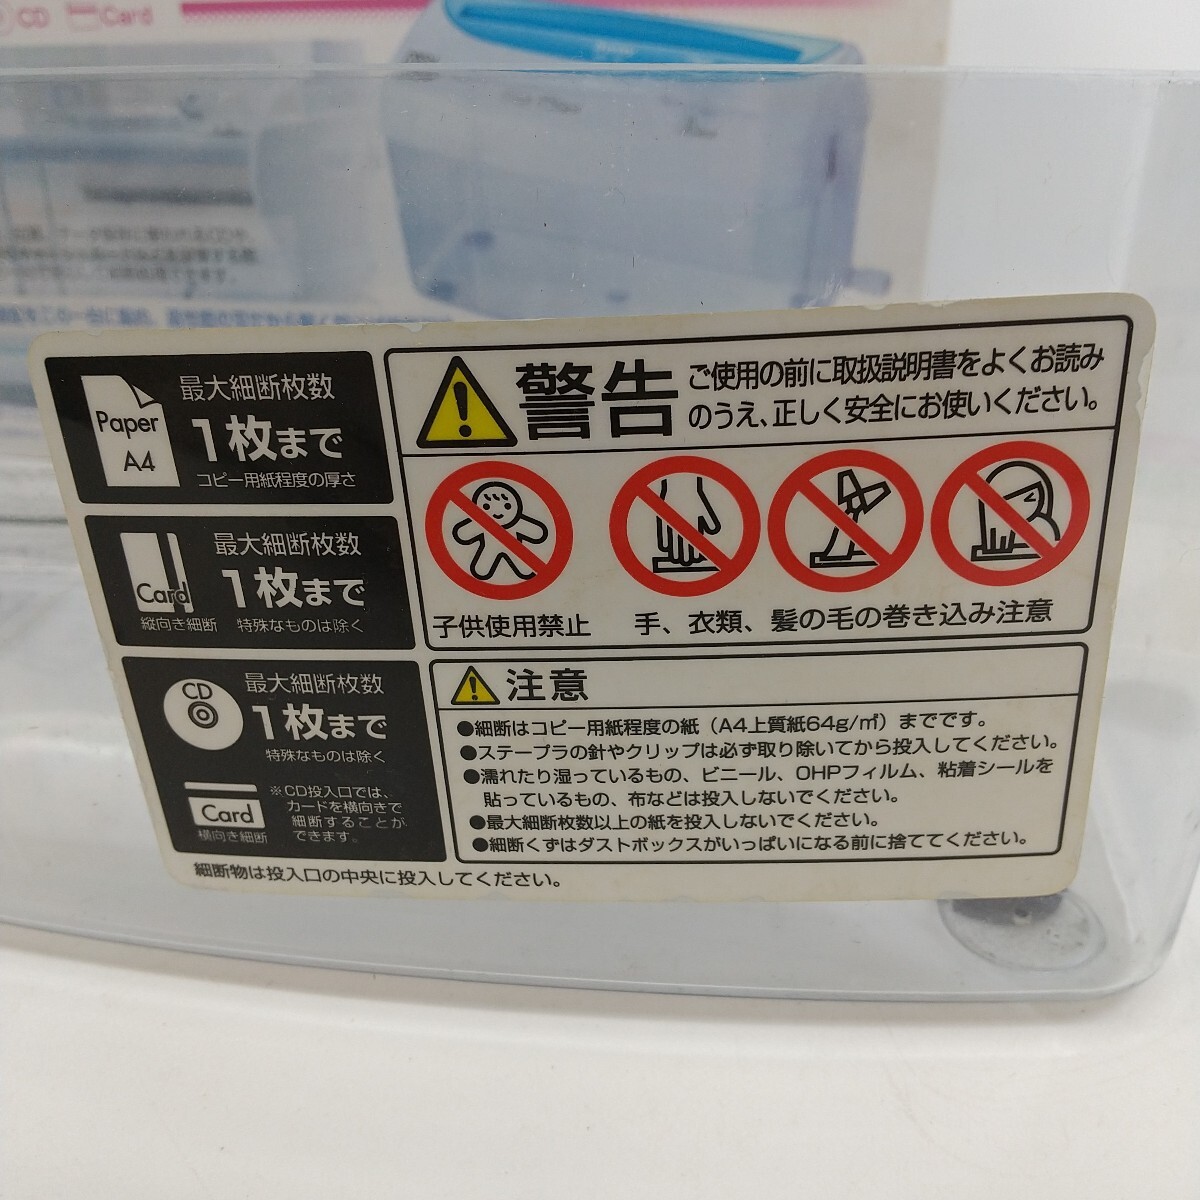 CD Card
Paper
A4
最大細断枚数
1枚まで
コピー用紙程度の厚さ
Card
縦向き細断
最大細断枚数
1枚まで
特殊なものは除く
CD
最大細断枚数
1枚まで
特殊なものは除く
Card
横向き細断
※CD投入口では、
カードを横向きで
細断することが
できます。
細断物は投入口の中央に投入してください。
警告
ご使用の前に取扱説明書をよくお読み
のうえ、正しく安全にお使いください。
子供使用禁止
手、衣類、髪の毛の巻き込み注意
注意
●細断はコピー用紙程度の紙（A4上質紙64g/㎡）までです。
●ステープラの針やクリップは必ず取り除いてから投入してください。
●濡れたり湿っているもの、ビニール、OHPフィルム、粘着シールを
貼っているもの、布などは投入しないでください。
●最大細断枚数以上の紙を投入しないでください。
●細断くずはダストボックスがいっぱいになる前に捨ててください。